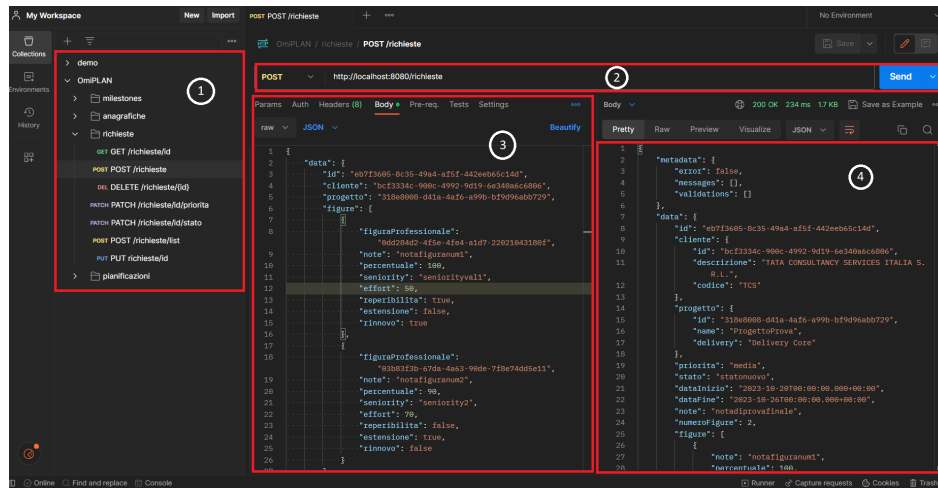 My Workspace New Import POST POST /richieste No Environment
Collections OmiPLAN / richieste / POST /richieste Save
demo
OmiPLAN
milestones 1
anagrafiche
richieste
GET GET /richieste/id
POST POST /richieste
DEL DELETE /richieste/{id}
PATCH PATCH /richieste/id/priorita
PATCH PATCH /richieste/id/stato
POST POST /richieste/list
PUT PUT richieste/id
pianificazioni
Environments
History
POST http://localhost:8080/richieste 2 Send
Params Auth Headers (8) Body Pre-req. Tests Settings
raw JSON Beautify
3
1 {
2 "data": {
3 "id": "eb7f3605-8c35-49a4-af5f-442eeb65c14d",
4 "cliente": "bcf3334c-900c-4992-9d19-6e340a6c6806",
5 "progetto": "318e8008-d41a-4af6-a99b-bf9d96abb729",
6 "figure": [
7 {
8 "figuraProfessionale":
"0dd284d2-4f5e-4fe4-a1d7-22021043180f",
9 "note": "notafiguranum1",
10 "percentuale": 100,
11 "seniority": "seniorityval1",
12 "effort": 50,
13 "reperibilita": true,
14 "estensione": false,
15 "rinnovo": true
16 },
17 {
18 "figuraProfessionale":
"03b83f3b-67da-4a63-90de-7f8e74dd5e11",
19 "note": "notafiguranum2",
20 "percentuale": 90,
21 "seniority": "seniority2",
22 "effort": 70,
23 "reperibilita": false,
24 "estensione": true,
25 "rinnovo": false
26 }
Body 200 OK 234 ms 1.7 KB Save as Example
Pretty Raw Preview Visualize JSON
4
1 {
2 "metadata": {
3 "error": false,
4 "messages": [],
5 "validations": []
6 },
7 "data": {
8 "id": "eb7f3605-8c35-49a4-af5f-442eeb65c14d",
9 "cliente": {
10 "id": "bcf3334c-900c-4992-9d19-6e340a6c6806",
11 "descrizione": "TATA CONSULTANCY SERVICES ITALIA S.
R.L.",
12 "codice": "TCS"
13 },
14 "progetto": {
15 "id": "318e8008-d41a-4af6-a99b-bf9d96abb729",
16 "name": "ProgettoProva",
17 "delivery": "Delivery Core"
18 },
19 "priorita": "media",
20 "stato": "statonuovo",
21 "dataInizio": "2023-10-20T00:00:00.000+00:00",
22 "dataFine": "2023-10-26T00:00:00.000+00:00",
23 "note": "notadiprovafinale",
24 "numeroFigure": 2,
25 "figure": [
26 {
27 "note": "notafiguranum1",
28 "percentuale": 100,
Online Find and replace Console Runner Capture requests Cookies Trash